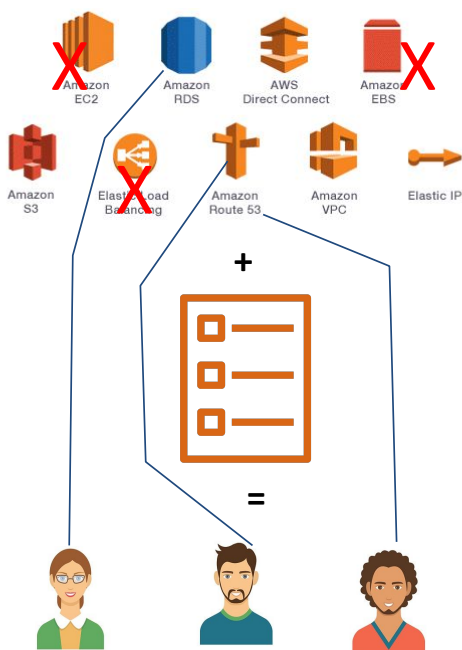 Amazon
EC2
Amazon
RDS
AWS
Direct Connect
Amazon
EBS
Amazon
S3
Elastic Load
Balancing
Amazon
Route 53
Amazon
VPC
Elastic IP
X
X
X
+
=